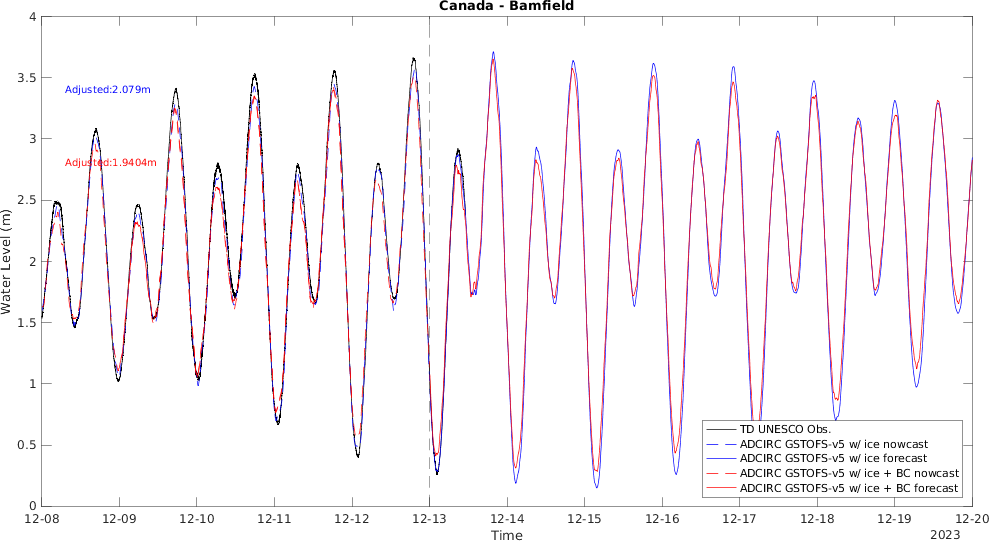 Canada - Bamfield
4
3.5
3
2.5
2
1.5
1
0.5
0
Water Level (m)
Adjusted:2.079m
Adjusted:1.9404m
TD UNESCO Obs.
ADCIRC GSTOFS-v5 w/ ice nowcast
ADCIRC GSTOFS-v5 w/ ice forecast
ADCIRC GSTOFS-v5 w/ ice + BC nowcast
ADCIRC GSTOFS-v5 w/ ice + BC forecast
12-08 12-09 12-10 12-11 12-12 12-13 12-14 12-15 12-16 12-17 12-18 12-19 12-20
Time
2023